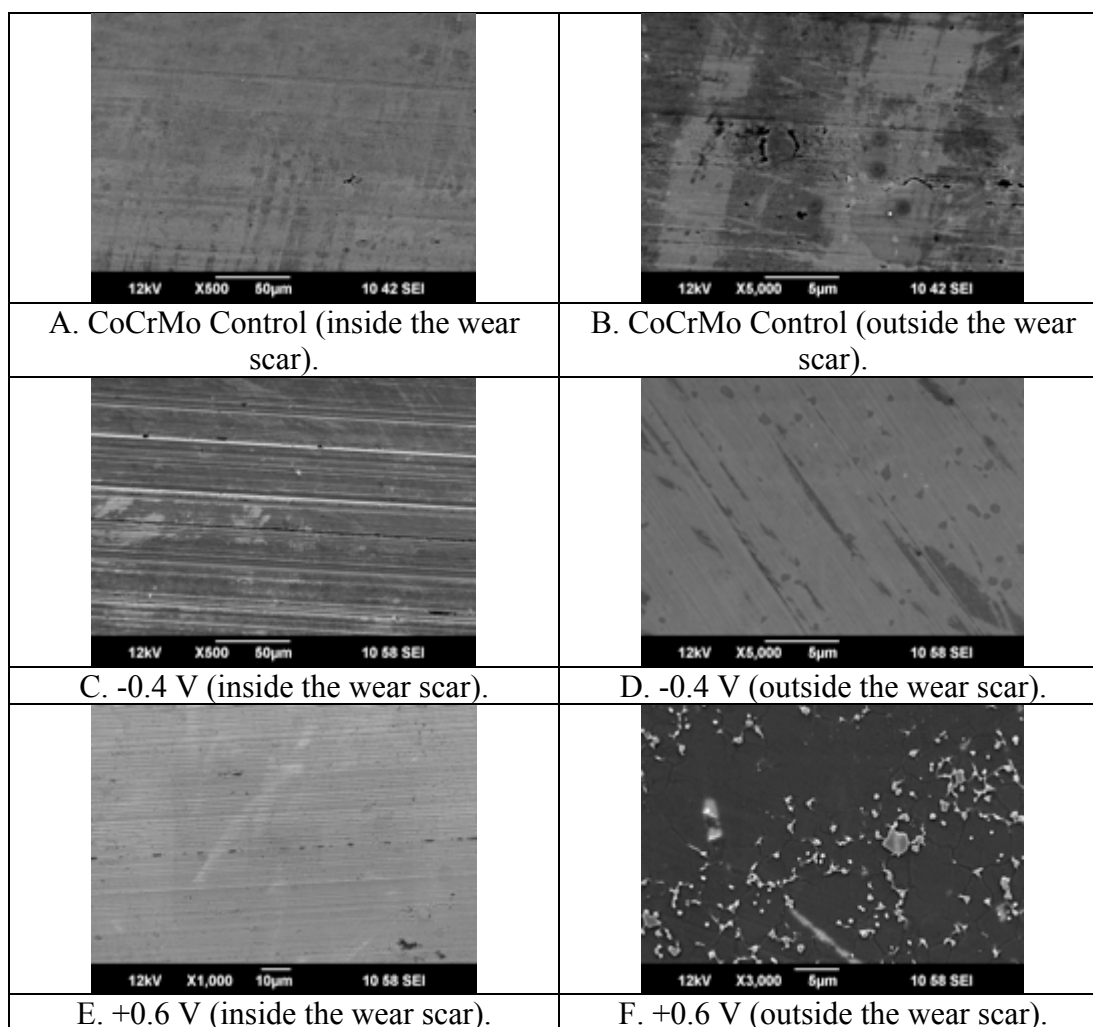 12kV X500 50µm 10 42 SEI
12kV X5,000 5µm 10 42 SEI
A. CoCrMo Control (inside the wear
scar).
B. CoCrMo Control (outside the wear
scar).
12kV X500 50µm 10 58 SEI
12kV X5,000 5µm 10 58 SEI
C. -0.4 V (inside the wear scar).
D. -0.4 V (outside the wear scar).
12kV X1,000 10µm 10 58 SEI
12kV X3,000 5µm 10 58 SEI
E. +0.6 V (inside the wear scar).
F. +0.6 V (outside the wear scar).